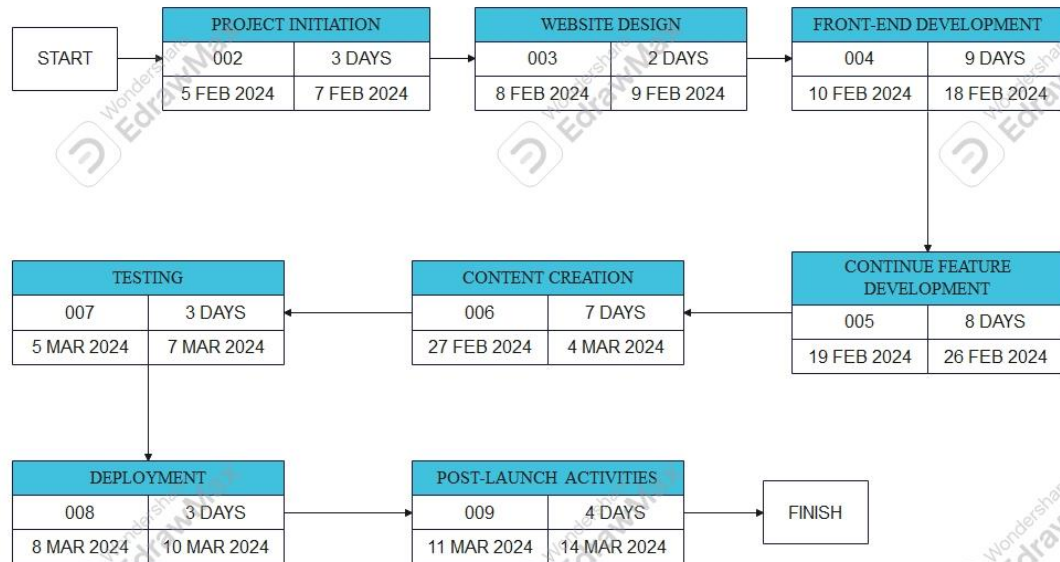 START
PROJECT INITIATION
002 3 DAYS
5 FEB 2024 7 FEB 2024
WEBSITE DESIGN
003 2 DAYS
8 FEB 2024 9 FEB 2024
FRONT-END DEVELOPMENT
004 9 DAYS
10 FEB 2024 18 FEB 2024
CONTINUE FEATURE
DEVELOPMENT
005 8 DAYS
19 FEB 2024 26 FEB 2024
CONTENT CREATION
006 7 DAYS
27 FEB 2024 4 MAR 2024
TESTING
007 3 DAYS
5 MAR 2024 7 MAR 2024
DEPLOYMENT
008 3 DAYS
8 MAR 2024 10 MAR 2024
POST-LAUNCH ACTIVITIES
009 4 DAYS
11 MAR 2024 14 MAR 2024
FINISH
Wondershare
EdrawMax
Wondershare
EdrawMax